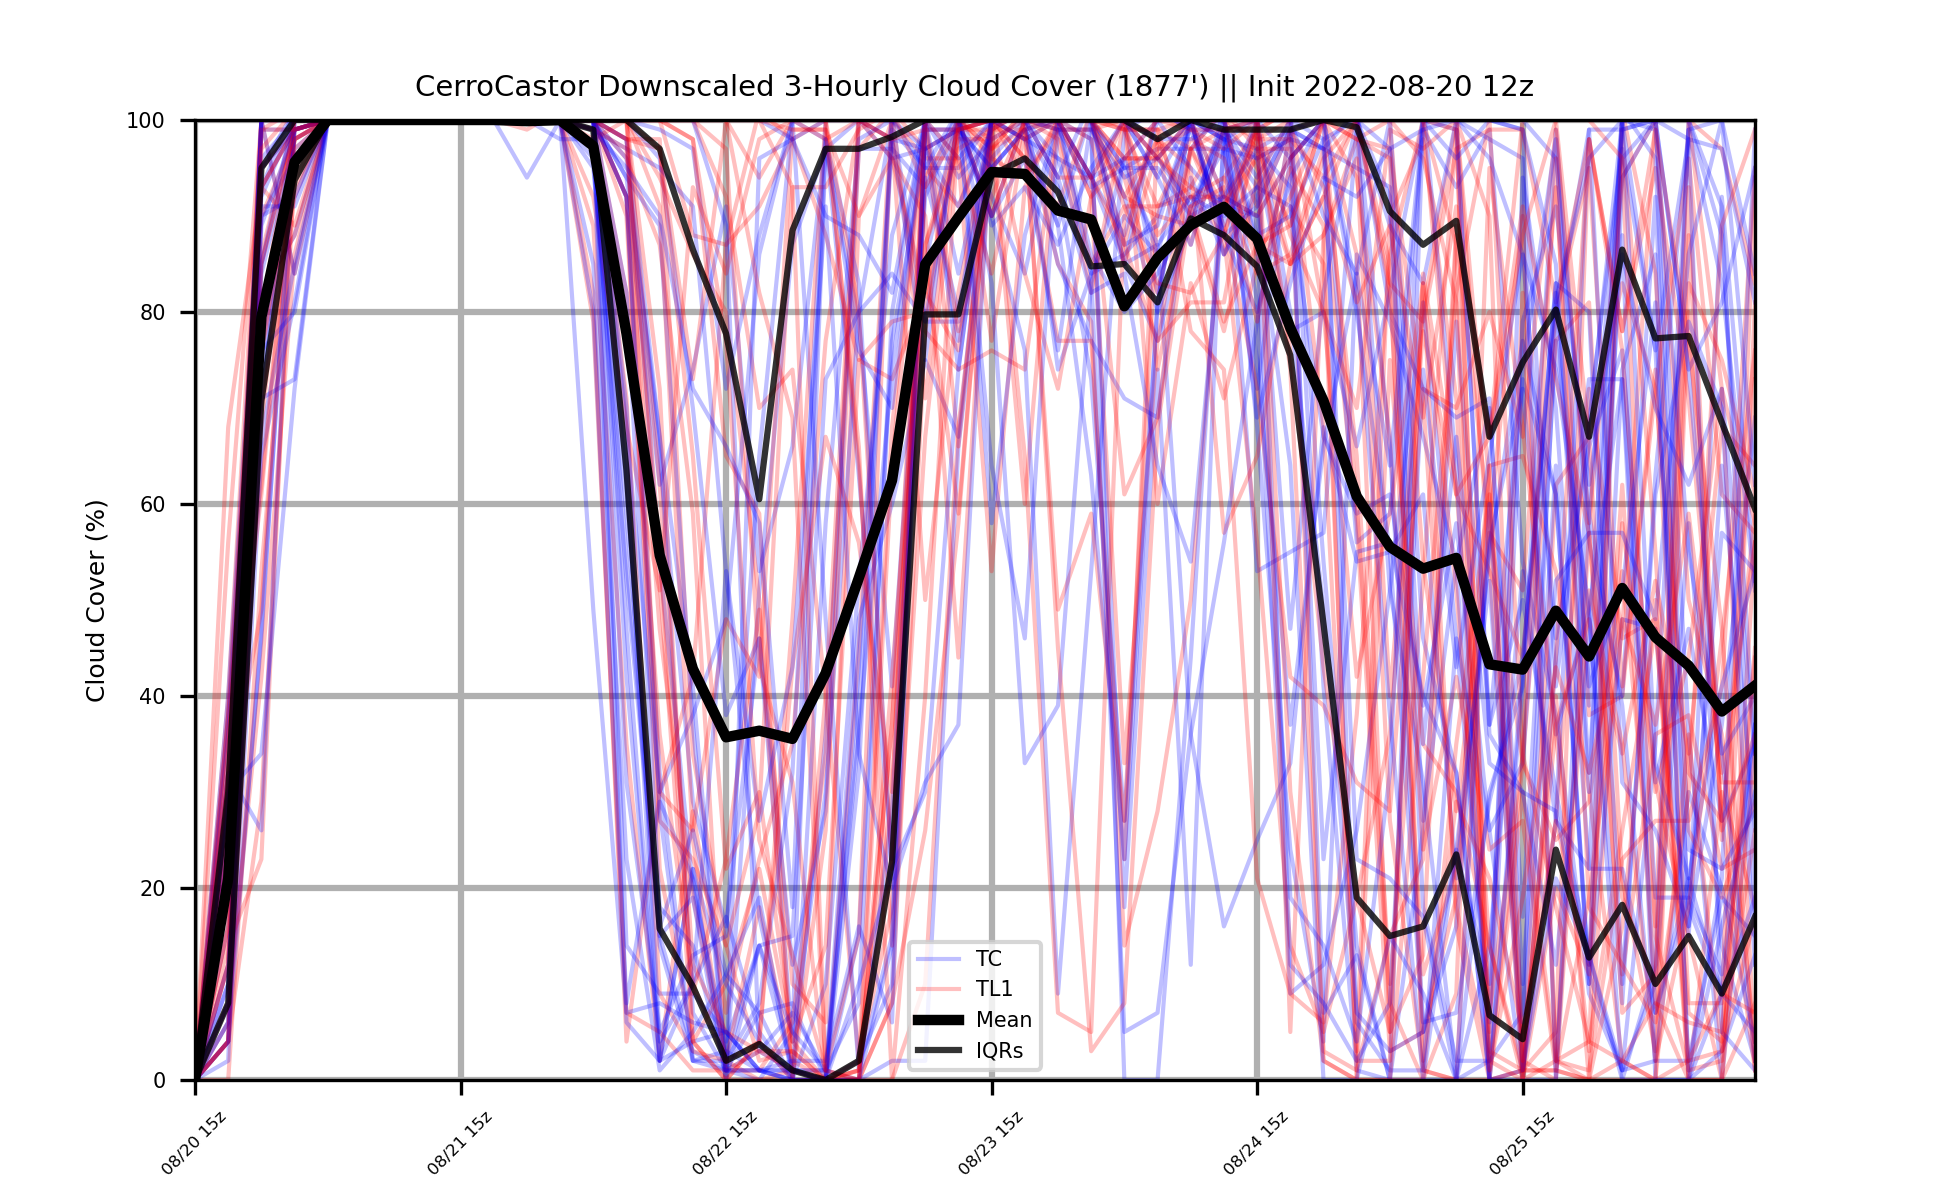 CerroCastor Downscaled 3-Hourly Cloud Cover (1877') || Init 2022-08-20 12z
Cloud Cover (%)
100
80
60
40
20
0
TC
TL1
Mean
IQRs
08/20 15z
08/21 15z
08/22 15z
08/23 15z
08/24 15z
08/25 15z